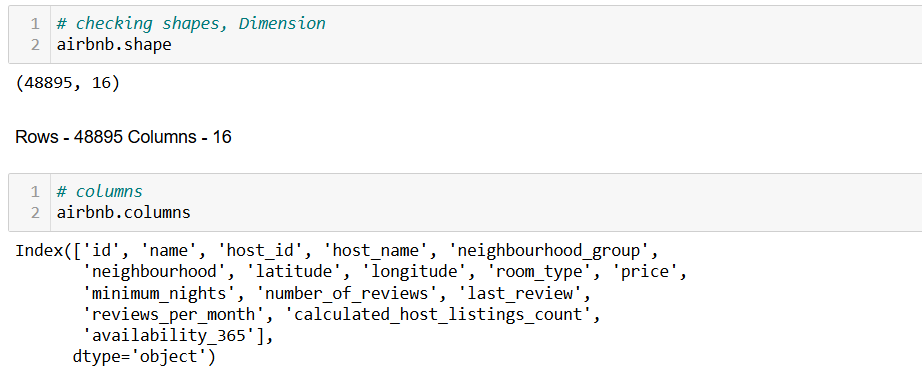 1 # checking shapes, Dimension
2 airbnb.shape
(48895, 16)
Rows - 48895 Columns - 16
1 # columns
2 airbnb.columns
Index(['id', 'name', 'host_id', 'host_name', 'neighbourhood_group',
       'neighbourhood', 'latitude', 'longitude', 'room_type', 'price',
       'minimum_nights', 'number_of_reviews', 'last_review',
       'reviews_per_month', 'calculated_host_listings_count',
       'availability_365'],
      dtype='object')